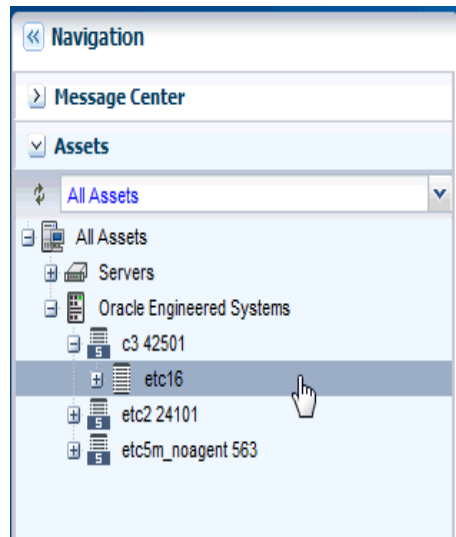 Navigation
Message Center
Assets
All Assets
All Assets
Servers
Oracle Engineered Systems
c3 42501
etc16
etc2 24101
etc5m_noagent 563